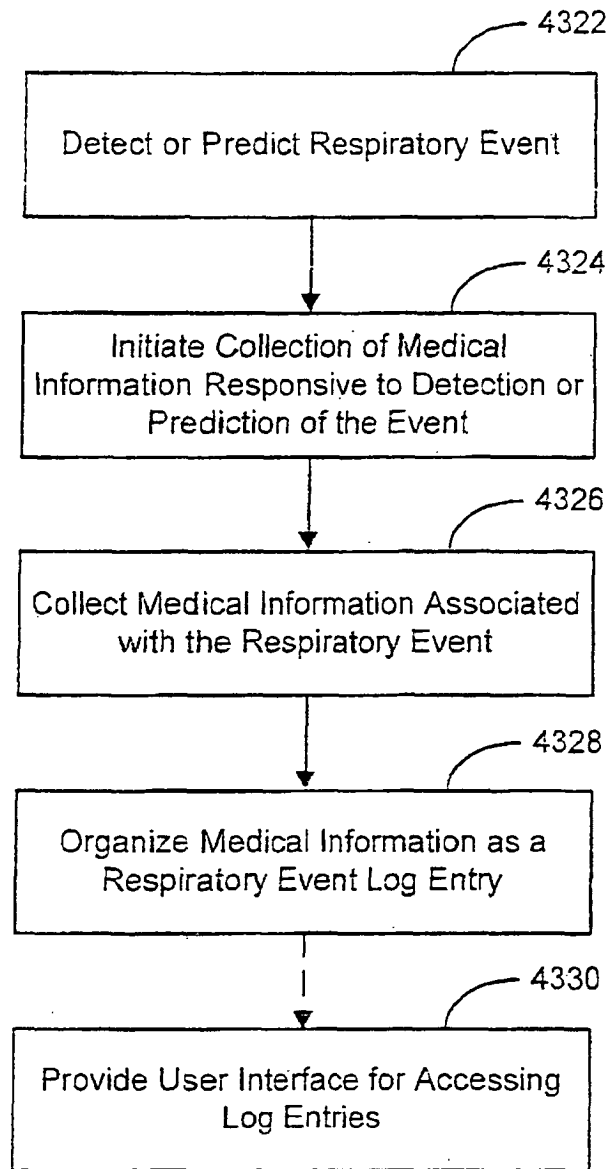 4322
Detect or Predict Respiratory Event
4324
Initiate Collection of Medical
Information Responsive to Detection or
Prediction of the Event
4326
Collect Medical Information Associated
with the Respiratory Event
4328
Organize Medical Information as a
Respiratory Event Log Entry
4330
Provide User Interface for Accessing
Log Entries